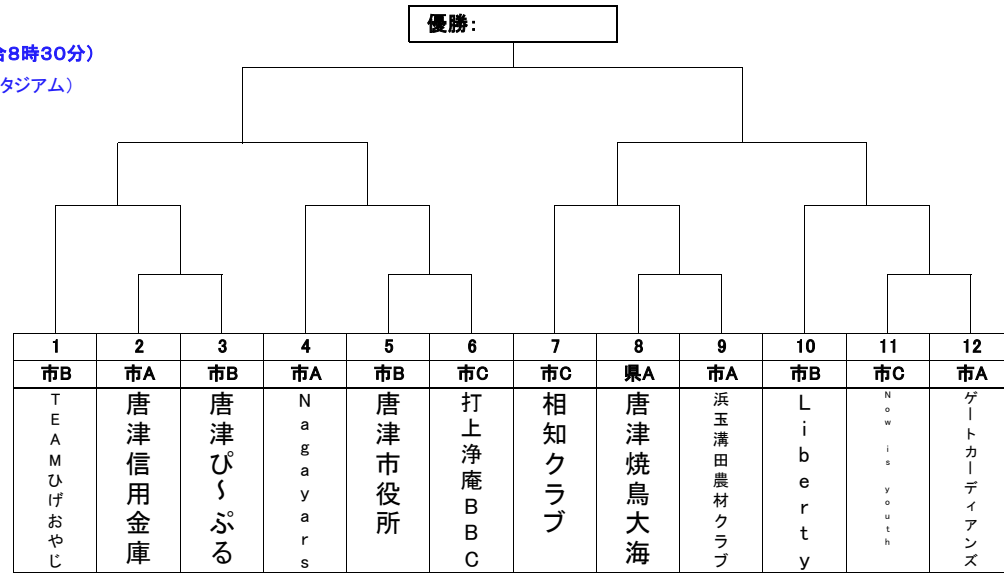 優勝：
合8時30分）
タジアム）
1 2 3 4 5 6 7 8 9 10 11 12
市B 市A 市B 市A 市B 市C 市C 県A 市A 市B 市C 市A
TEAMひげおやじ
唐津信用金庫
唐津ぴ～ぷる
Nagayars
唐津市役所
打上浄庵BBC
相知クラブ
唐津焼鳥大海
浜玉溝田農材クラブ
Liberty
Now is youth
ゲートカーディアンズ